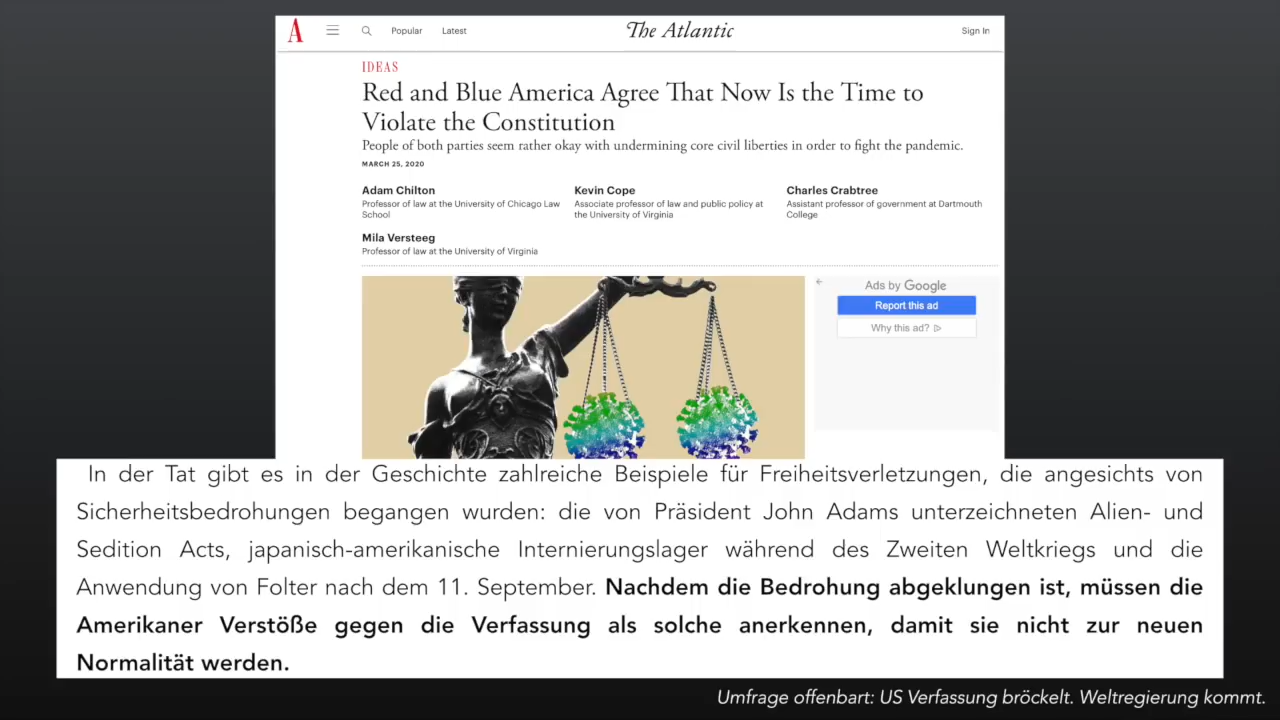 A Popular Latest The Atlantic Sign In
IDEAS
Red and Blue America Agree That Now Is the Time to
Violate the Constitution
People of both parties seem rather okay with undermining core civil liberties in order to fight the pandemic.
MARCH 25, 2020
Adam Chilton
Professor of law at the University of Chicago Law
School
Kevin Cope
Associate professor of law and public policy at
the University of Virginia
Charles Crabtree
Assistant professor of government at Dartmouth
College
Mila Versteeg
Professor of law at the University of Virginia
Ads by Google
Report this ad
Why this ad?
In der Tat gibt es in der Geschichte zahlreiche Beispiele für Freiheitsverletzungen, die angesichts von
Sicherheitsbedrohungen begangen wurden: die von Präsident John Adams unterzeichneten Alien- und
Sedition Acts, japanisch-amerikanische Internierungslager während des Zweiten Weltkriegs und die
Anwendung von Folter nach dem 11. September. Nachdem die Bedrohung abgeklungen ist, müssen die
Amerikaner Verstöße gegen die Verfassung als solche anerkennen, damit sie nicht zur neuen
Normalität werden.
Umfrage offenbart: US Verfassung bröckelt. Weltregierung kommt.